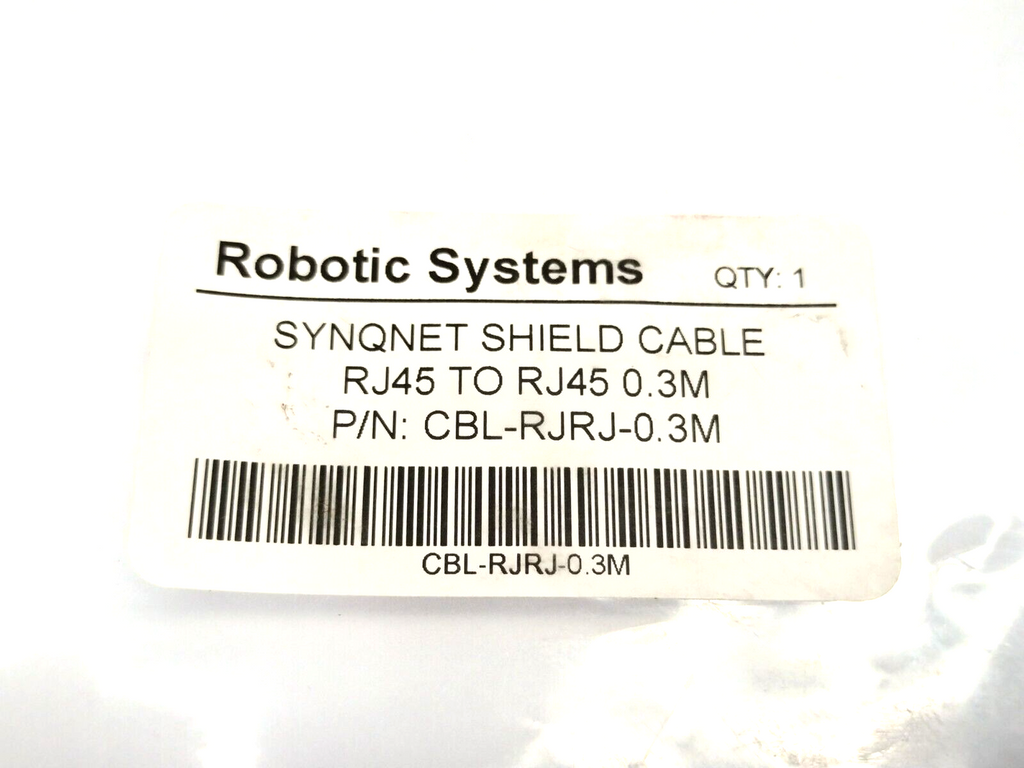 Robotic Systems QTY: 1
SYNQNET SHIELD CABLE
RJ45 TO RJ45 0.3M
P/N: CBL-RJRJ-0.3M
CBL-RJRJ-0.3M